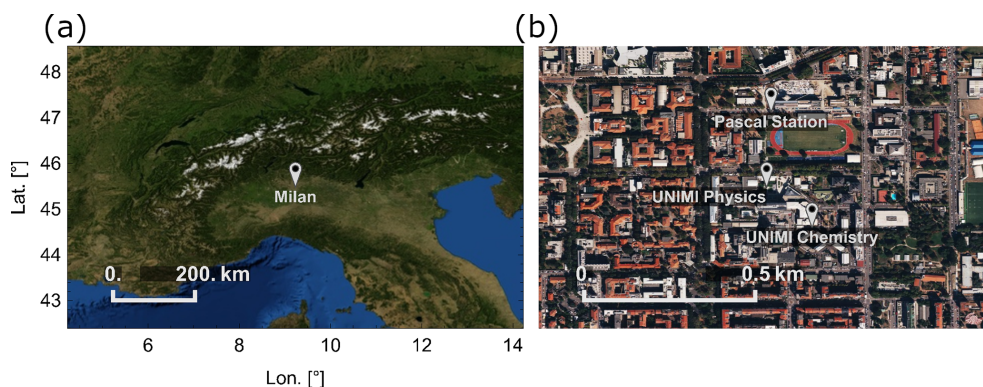 (a)
(b)
48
47
46
45
44
43
Lat. [°]
Milan
0. 200. km
6 8 10 12 14
Lon. [°]
Pascal Station
UNIMI Physics
UNIMI Chemistry
0 0.5 km